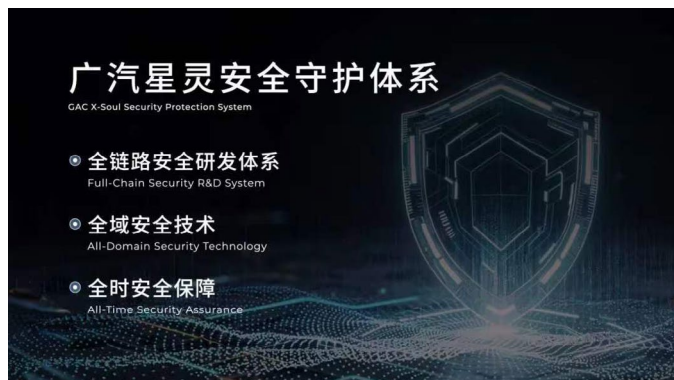 广汽星灵安全守护体系
GAC X-Soul Security Protection System
全链路安全研发体系
Full-Chain Security R&D System
全域安全技术
All-Domain Security Technology
全时安全保障
All-Time Security Assurance